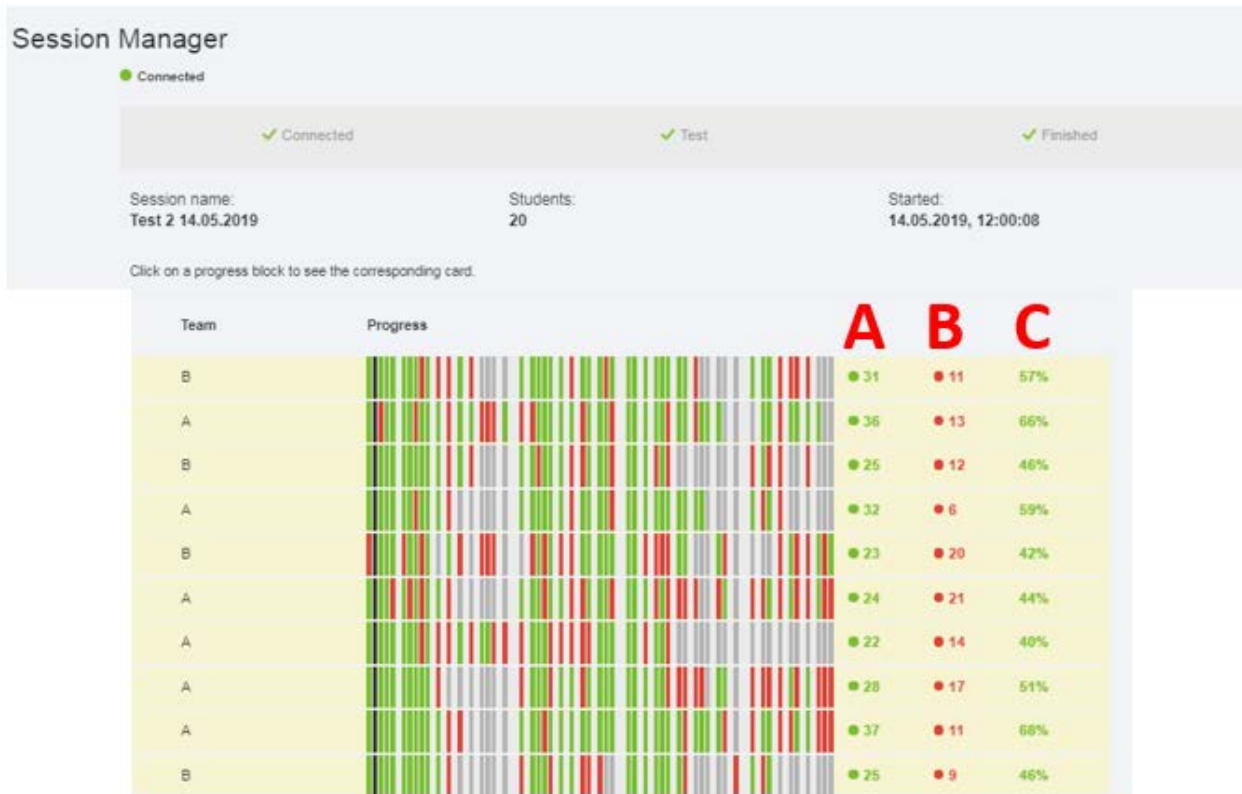 Session Manager
Connected
Connected Test Finished
Session name: Students: Started:
Test 2 14.05.2019 20 14.05.2019, 12:00:08
Click on a progress block to see the corresponding card.
Team Progress A B C
B 31 11 57%
A 36 13 66%
B 25 12 46%
A 32 6 59%
B 23 20 42%
A 24 21 44%
A 22 14 40%
A 28 17 51%
A 37 11 68%
B 25 9 46%